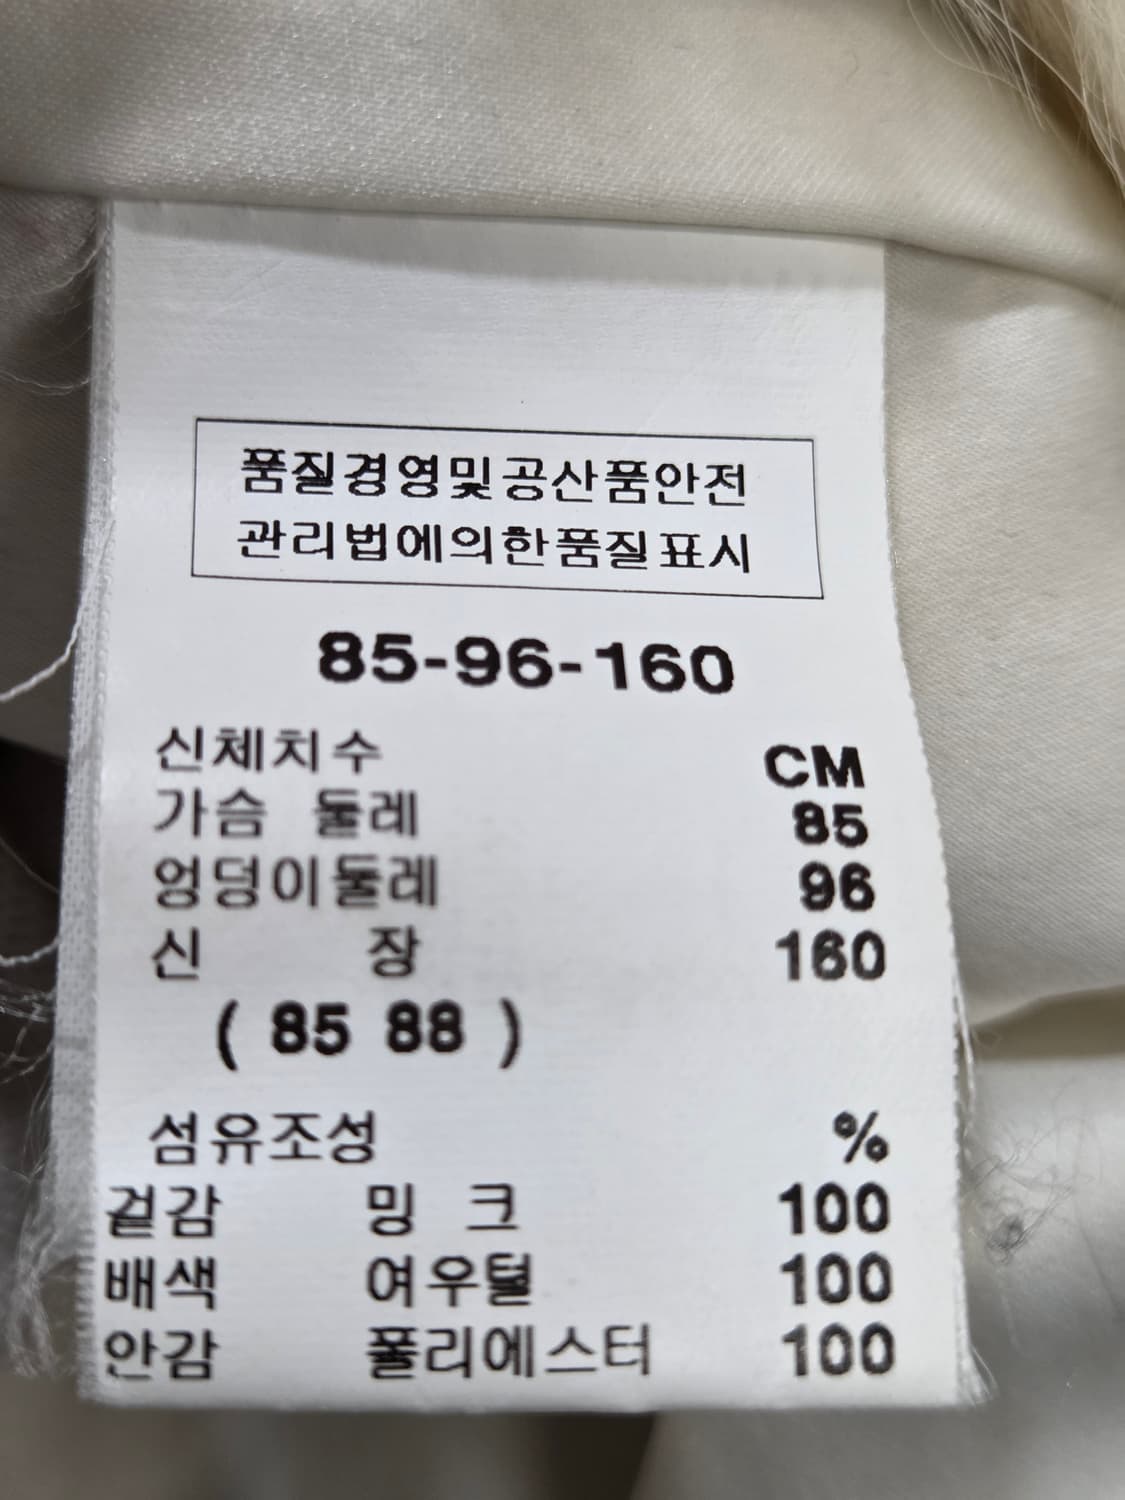 품질경영및공산품안전
관리법에의한품질표시
85-96-160
신체치수 CM
가슴 둘레 85
엉덩이둘레 96
신 장 160
( 85 88 )
섬유조성 %
겉감 밍 크 100
배색 여우털 100
안감 폴리에스터 100